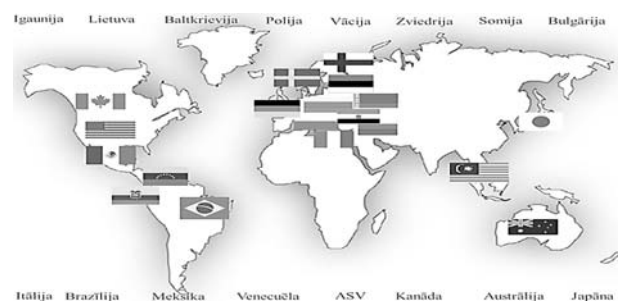 Igaunija Lietuva Baltkrievija Polija Vācija Zviedrija Somija Bulgārija
Itālija Brazīlija Meksika Venecuēla ASV Kanāda Austrālija Japāna